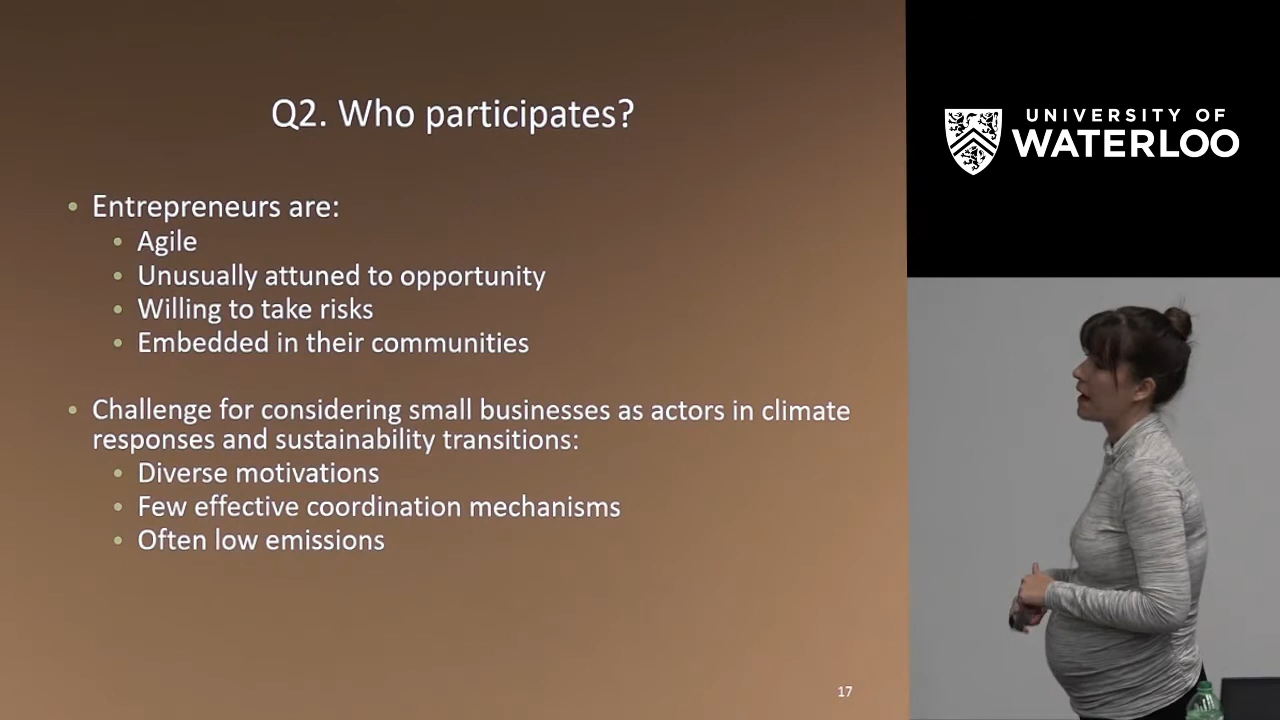 Q2. Who participates?
• Entrepreneurs are:
• Agile
• Unusually attuned to opportunity
• Willing to take risks
• Embedded in their communities
• Challenge for considering small businesses as actors in climate
responses and sustainability transitions:
• Diverse motivations
• Few effective coordination mechanisms
• Often low emissions
17
UNIVERSITY OF
WATERLOO